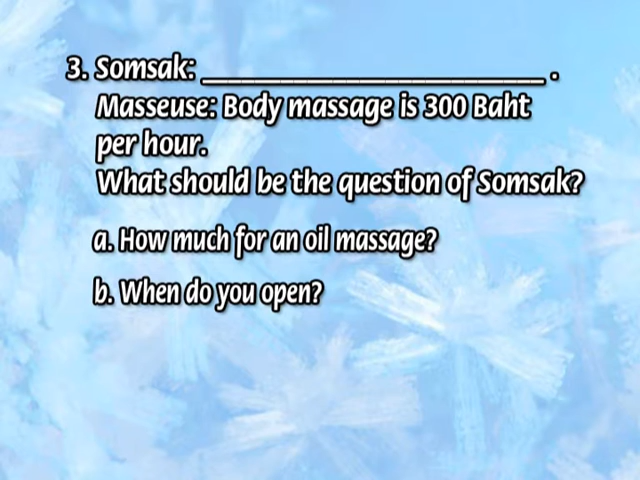 3. Somsak: ______________________ .
Masseuse: Body massage is 300 Baht
per hour.
What should be the question of Somsak?
a. How much for an oil massage?
b. When do you open?